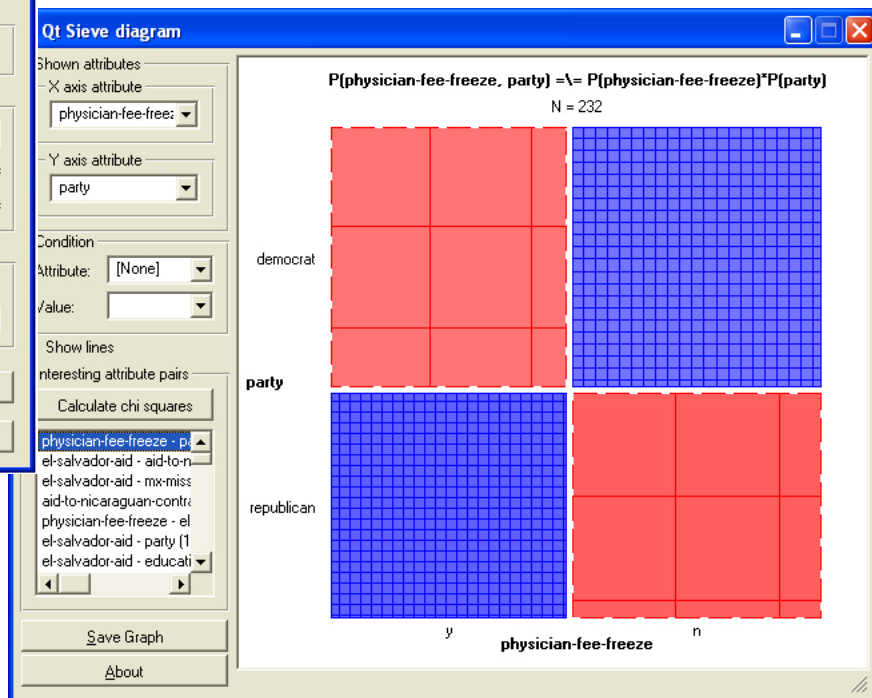 Qt Sieve diagram
Shown attributes
X axis attribute
physician-fee-freez
Y axis attribute
party
Condition
Attribute: [None]
Value:
Show lines
Interesting attribute pairs
Calculate chi squares
physician-fee-freeze - pa
el-salvador-aid - aid-to-n
el-salvador-aid - mx-miss
aid-to-nicaraguan-contra
physician-fee-freeze - el
el-salvador-aid - party (1
el-salvador-aid - educati
Save Graph
About
P(physician-fee-freeze, party) =\= P(physician-fee-freeze)*P(party)
N = 232
democrat
party
republican
y
n
physician-fee-freeze